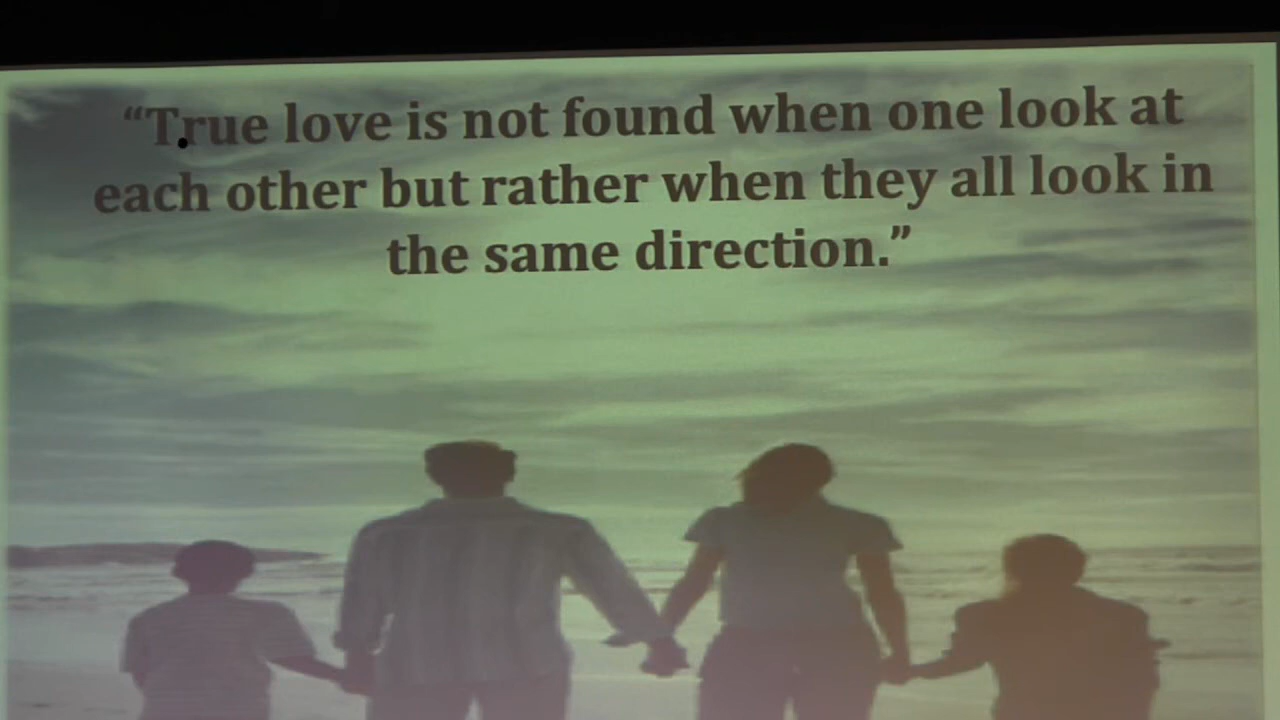 “True love is not found when one look at
each other but rather when they all look in
the same direction.”